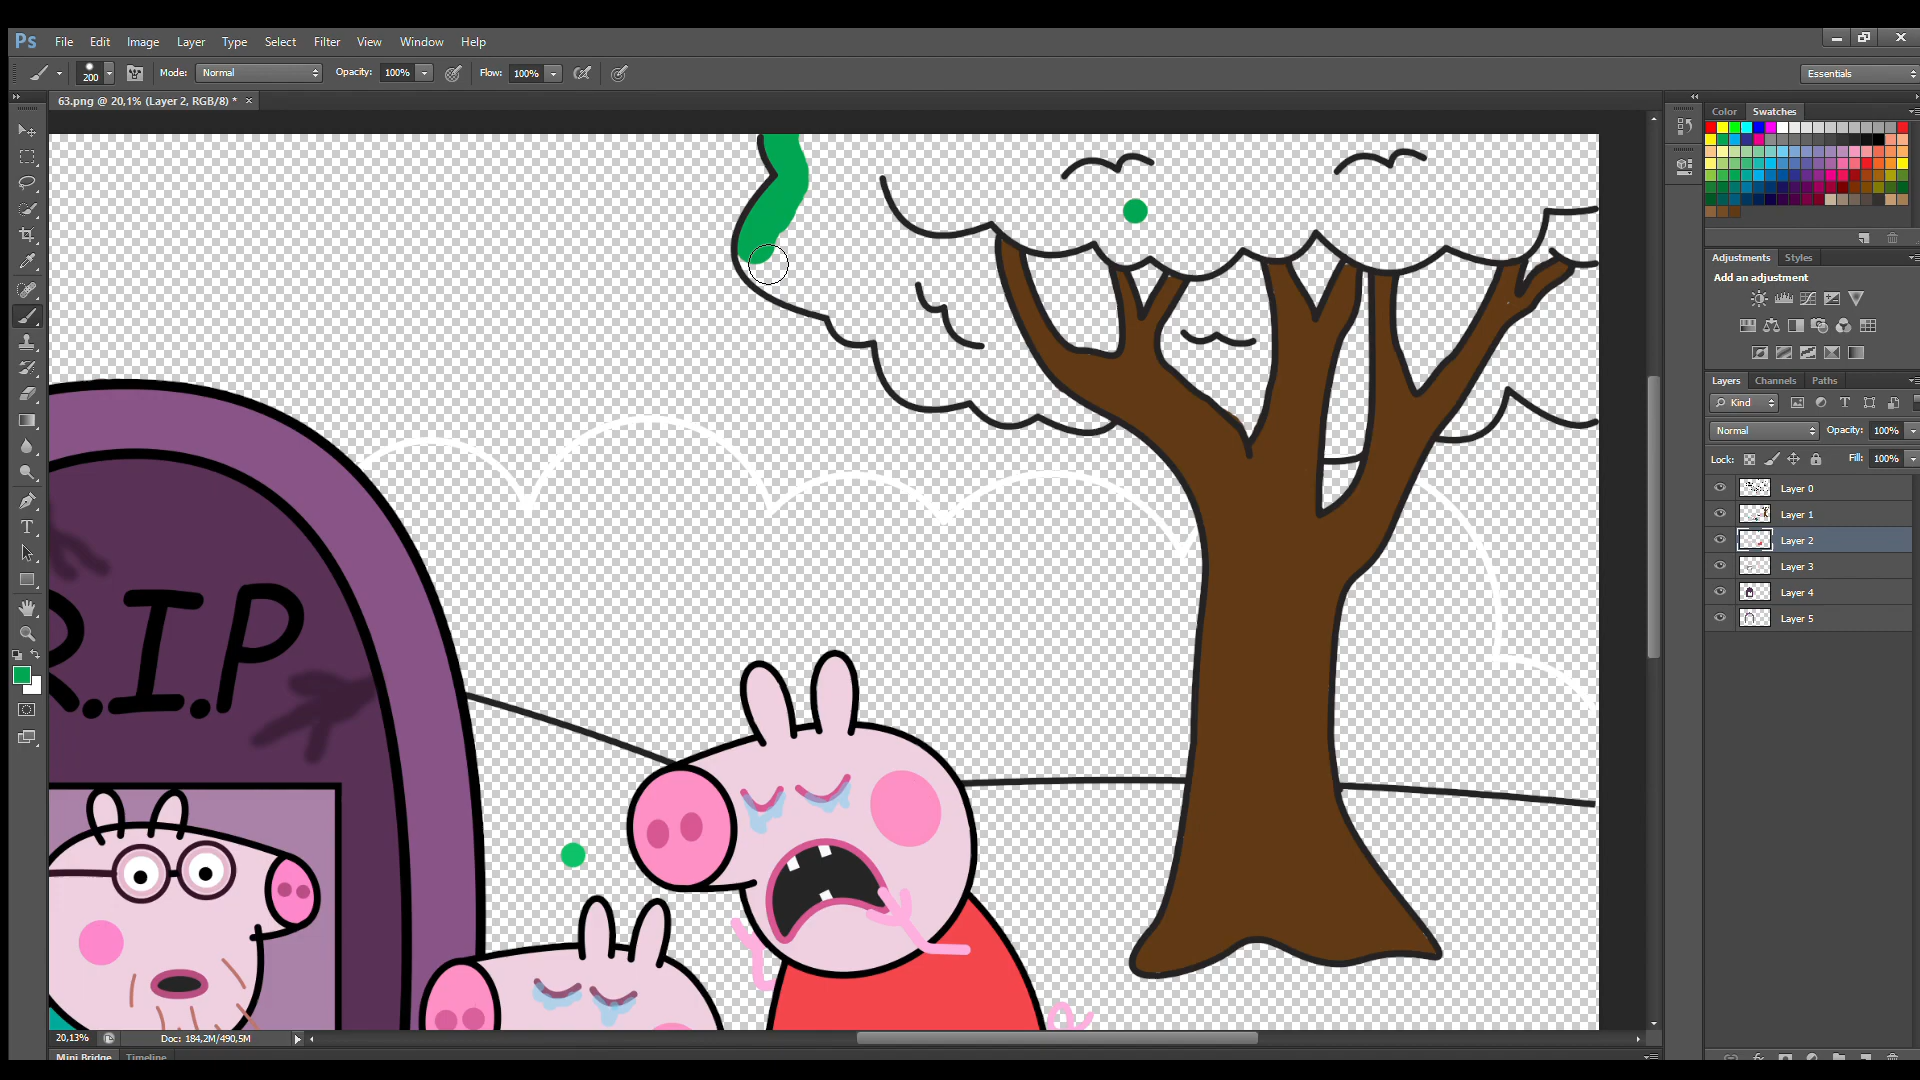 Ps File Edit Image Layer Type Select Filter View Window Help
200 Mode: Normal Opacity: 100% Flow: 100% Essentials
63.png @ 20,1% (Layer 2, RGB/8) * ×
Color Swatches
Adjustments Styles
Add an adjustment
Layers Channels Paths
Kind
Normal Opacity: 100%
Lock: Fill: 100%
Layer 0
Layer 1
Layer 2
Layer 3
Layer 4
Layer 5
R.I.P
20,13% Doc: 184,2M/490,5M
Mini Bridge Timeline